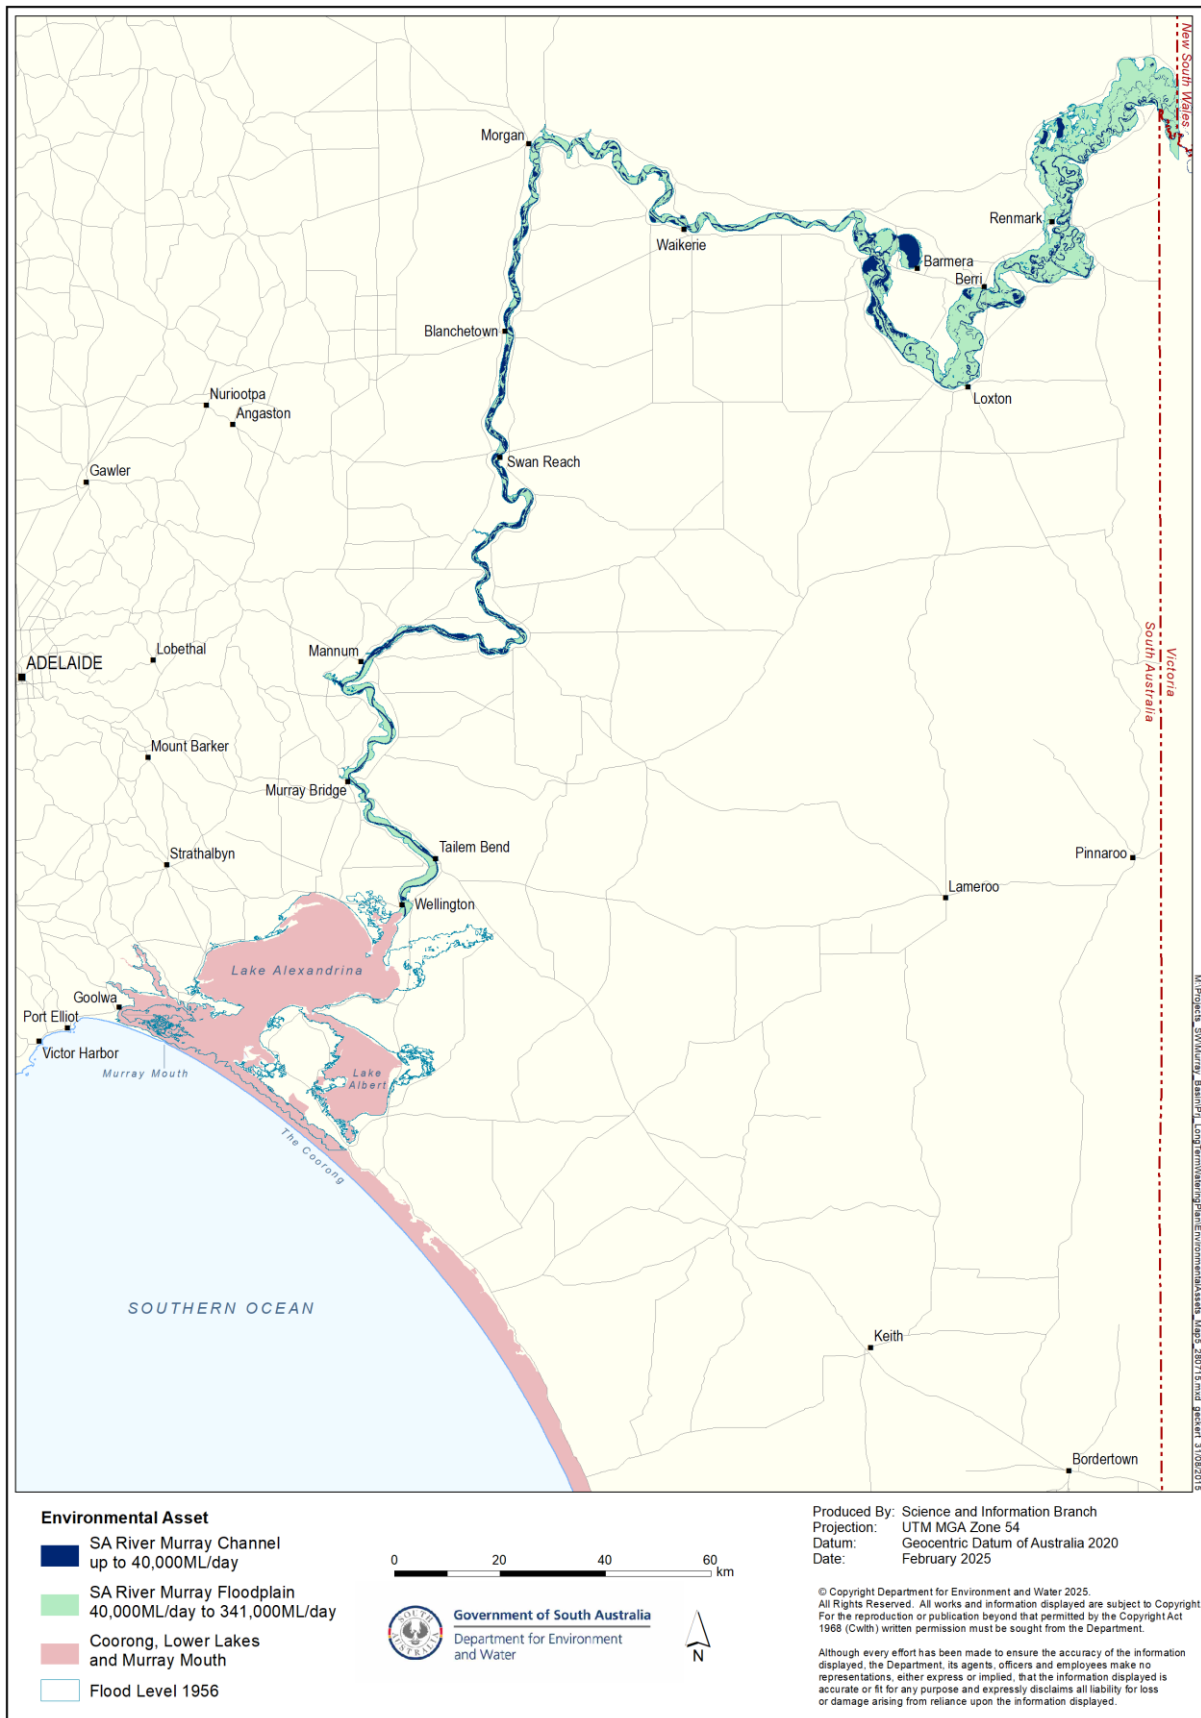 New South Wales
Morgan
Renmark
Waikerie
Barmera
Berri
Blanchetown
Loxton
Nuriootpa
Angaston
Swan Reach
Gawler
Lobethal
Mannum
ADELAIDE
Victoria
South Australia
Mount Barker
Murray Bridge
Tailem Bend
Strathalbyn
Pinnaroo
Lameroo
Wellington
Lake Alexandrina
Goolwa
Port Elliot
Victor Harbor
Murray Mouth
Lake
Albert
The Coorong
SOUTHERN OCEAN
Keith
Bordertown
Environmental Asset
SA River Murray Channel
up to 40,000ML/day
SA River Murray Floodplain
40,000ML/day to 341,000ML/day
Coorong, Lower Lakes
and Murray Mouth
Flood Level 1956
0 20 40 60
km
SOUTH
AUSTRALIA
Government of South Australia
Department for Environment
and Water
N
Produced By: Science and Information Branch
Projection: UTM MGA Zone 54
Datum: Geocentric Datum of Australia 2020
Date: February 2025
© Copyright Department for Environment and Water 2025.
All Rights Reserved. All works and information displayed are subject to Copyright.
For the reproduction or publication beyond that permitted by the Copyright Act
1968 (Cwlth) written permission must be sought from the Department.
Although every effort has been made to ensure the accuracy of the information
displayed, the Department, its agents, officers and employees make no
representations, either express or implied, that the information displayed is
accurate or fit for any purpose and expressly disclaims all liability for loss
or damage arising from reliance upon the information displayed.